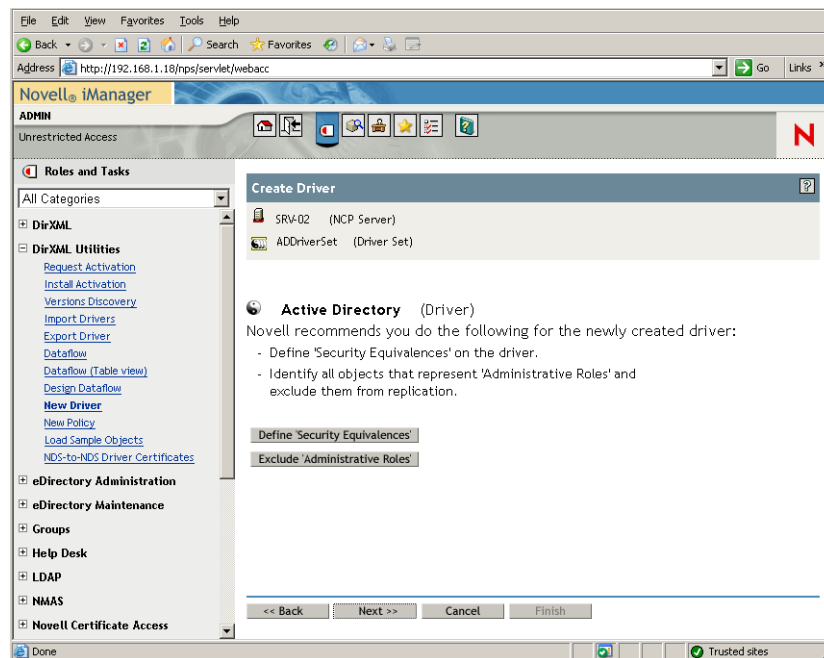 File Edit View Favorites Tools Help
Back Search Favorites
Address http://192.168.1.18/nps/servlet/webacc Go Links »
Novell® iManager
ADMIN
Unrestricted Access
N
Roles and Tasks
All Categories
DirXML
DirXML Utilities
Request Activation
Install Activation
Versions Discovery
Import Drivers
Export Driver
Dataflow
Dataflow (Table view)
Design Dataflow
New Driver
New Policy
Load Sample Objects
NDS-to-NDS Driver Certificates
eDirectory Administration
eDirectory Maintenance
Groups
Help Desk
LDAP
NMAS
Novell Certificate Access
Create Driver ?
SRV-02 (NCP Server)
ADDriverSet (Driver Set)
Active Directory (Driver)
Novell recommends you do the following for the newly created driver:
- Define 'Security Equivalences' on the driver.
- Identify all objects that represent 'Administrative Roles' and
exclude them from replication.
Define 'Security Equivalences'
Exclude 'Administrative Roles'
<< Back Next >> Cancel Finish
Done Trusted sites